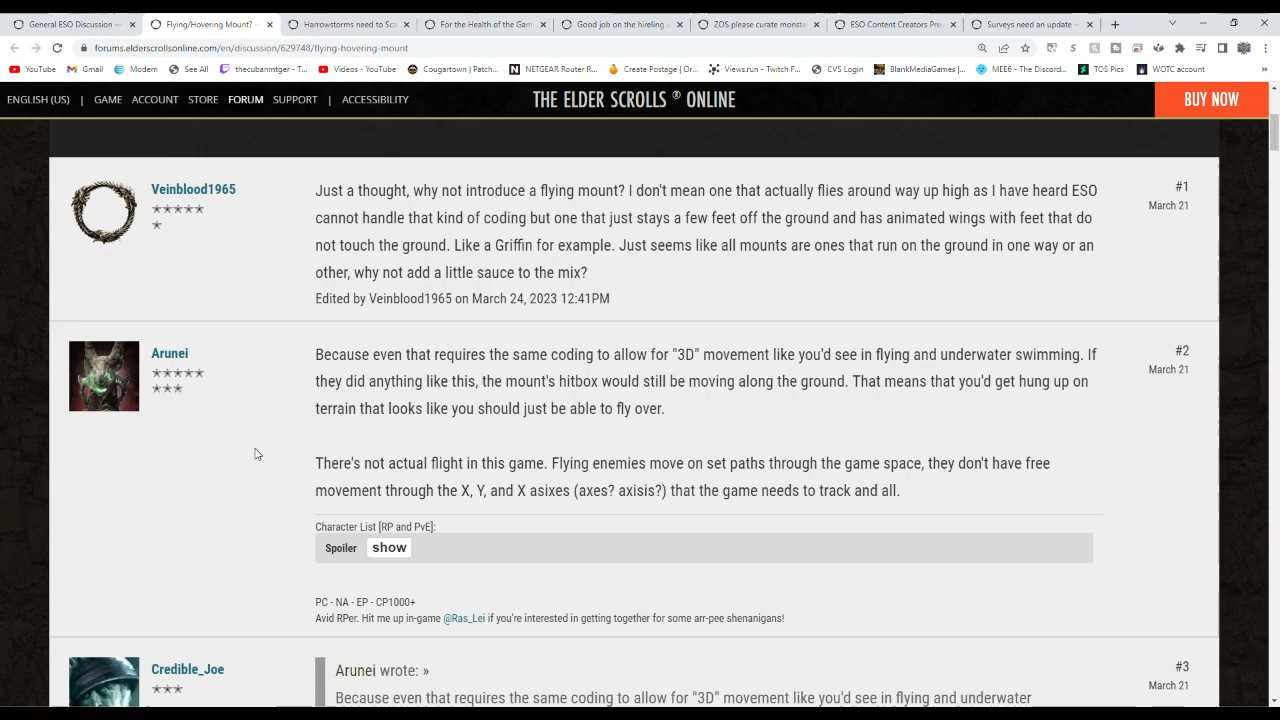 General ESO Discussion —
Flying/Hovering Mount? –
Harrowstorms need to Sc
For the Health of the Gam
Good job on the hireling
ZOS please curate monste
ESO Content Creators Prev
Surveys need an update —
forums.elderscrollsonline.com/en/discussion/629748/flying-hovering-mount
YouTube
Gmail
Modem
See All
thecubanmtger - T...
Videos - YouTube
Cougartown | Patch...
NETGEAR Router R...
Create Postage | Or...
Views.run - Twitch F...
CVS Login
BlankMediaGames |...
MEE6 - The Discord...
TOS Pics
WOTC account
»
ENGLISH (US) | GAME ACCOUNT STORE FORUM SUPPORT | ACCESSIBILITY
THE ELDER SCROLLS ® ONLINE
BUY NOW
Veinblood1965
#1
March 21
Just a thought, why not introduce a flying mount? I don't mean one that actually flies around way up high as I have heard ESO
cannot handle that kind of coding but one that just stays a few feet off the ground and has animated wings with feet that do
not touch the ground. Like a Griffin for example. Just seems like all mounts are ones that run on the ground in one way or an
other, why not add a little sauce to the mix?
Edited by Veinblood1965 on March 24, 2023 12:41PM
Arunei
#2
March 21
Because even that requires the same coding to allow for "3D" movement like you'd see in flying and underwater swimming. If
they did anything like this, the mount's hitbox would still be moving along the ground. That means that you'd get hung up on
terrain that looks like you should just be able to fly over.
There's not actual flight in this game. Flying enemies move on set paths through the game space, they don't have free
movement through the X, Y, and X asixes (axes? axisis?) that the game needs to track and all.
Character List [RP and PvE]:
Spoiler show
PC - NA - EP - CP1000+
Avid RPer. Hit me up in-game @Ras_Lei if you're interested in getting together for some arr-pee shenanigans!
Credible_Joe
#3
March 21
Arunei wrote: »
Because even that requires the same coding to allow for "3D" movement like you'd see in flying and underwater